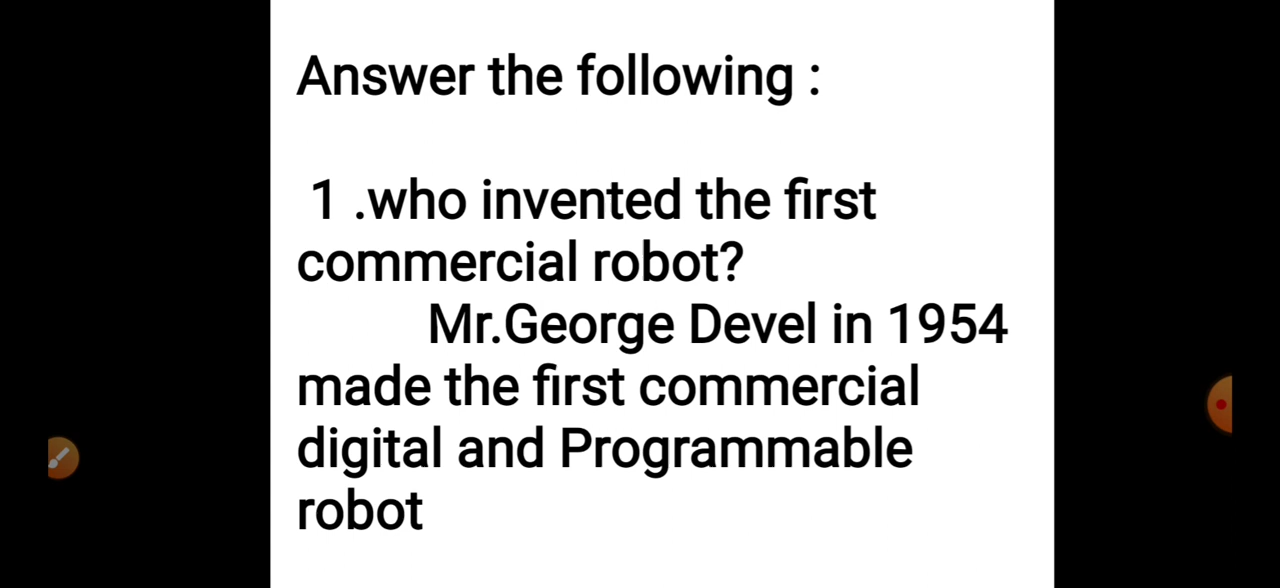 Answer the following :
1 .who invented the first
commercial robot?
Mr.George Devel in 1954
made the first commercial
digital and Programmable
robot